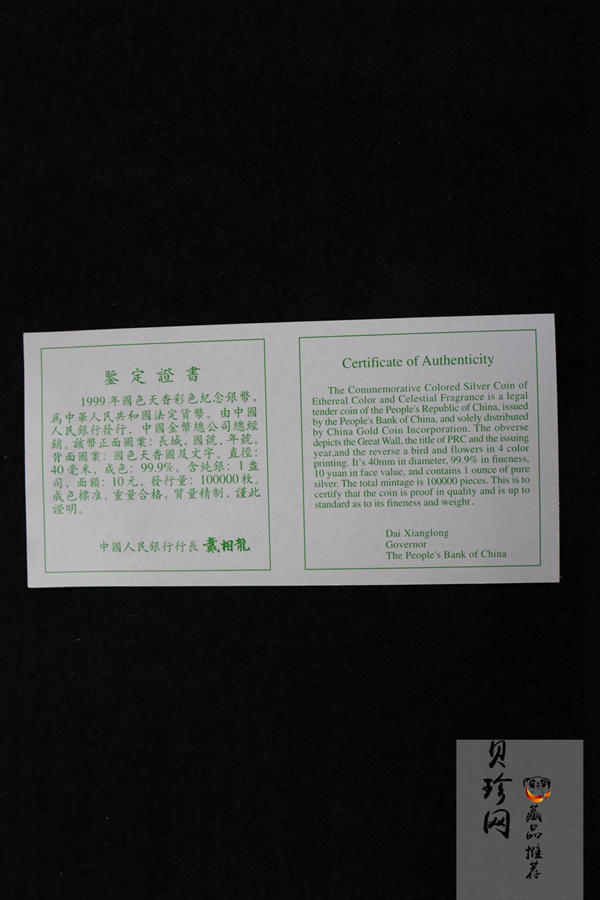 鑒定證書
1999年國色天香彩色紀念銀幣，
爲中華人民共和國法定貨幣。由中國
人民銀行發行，中國金幣總公司總經
銷。該幣正面圖案：長城，國號，年號。
背面圖案：國色天香圖及文字。直徑：
40毫米，成色：99.9%，含純銀：1盎
司，面額：10元，發行量：100000枚。
成色標准，重量合格，質量精制，謹此
證明。
中國人民銀行行長 戴相龍
Certificate of Authenticity
The Commemorative Colored Silver Coin of
Ethereal Color and Celestial Fragrance is a legal
tender coin of the People's Republic of China, issued
by the People's Bank of China, and solely distributed
by China Gold Coin Incorporation. The obverse
depicts the Great Wall, the title of PRC and the issuing
year,and the reverse a bird and flowers in 4 color
printing. It's 40mm in diameter, 99.9% in fineness,
10 yuan in face value, and contains 1 ounce of pure
silver. The total mintage is 100000 pieces. This is to
certify that the coin is proof in quality and is up to
standard as to its fineness and weight .
Dai Xianglong
Governor
The People's Bank of China
贝珍网
藏品推荐